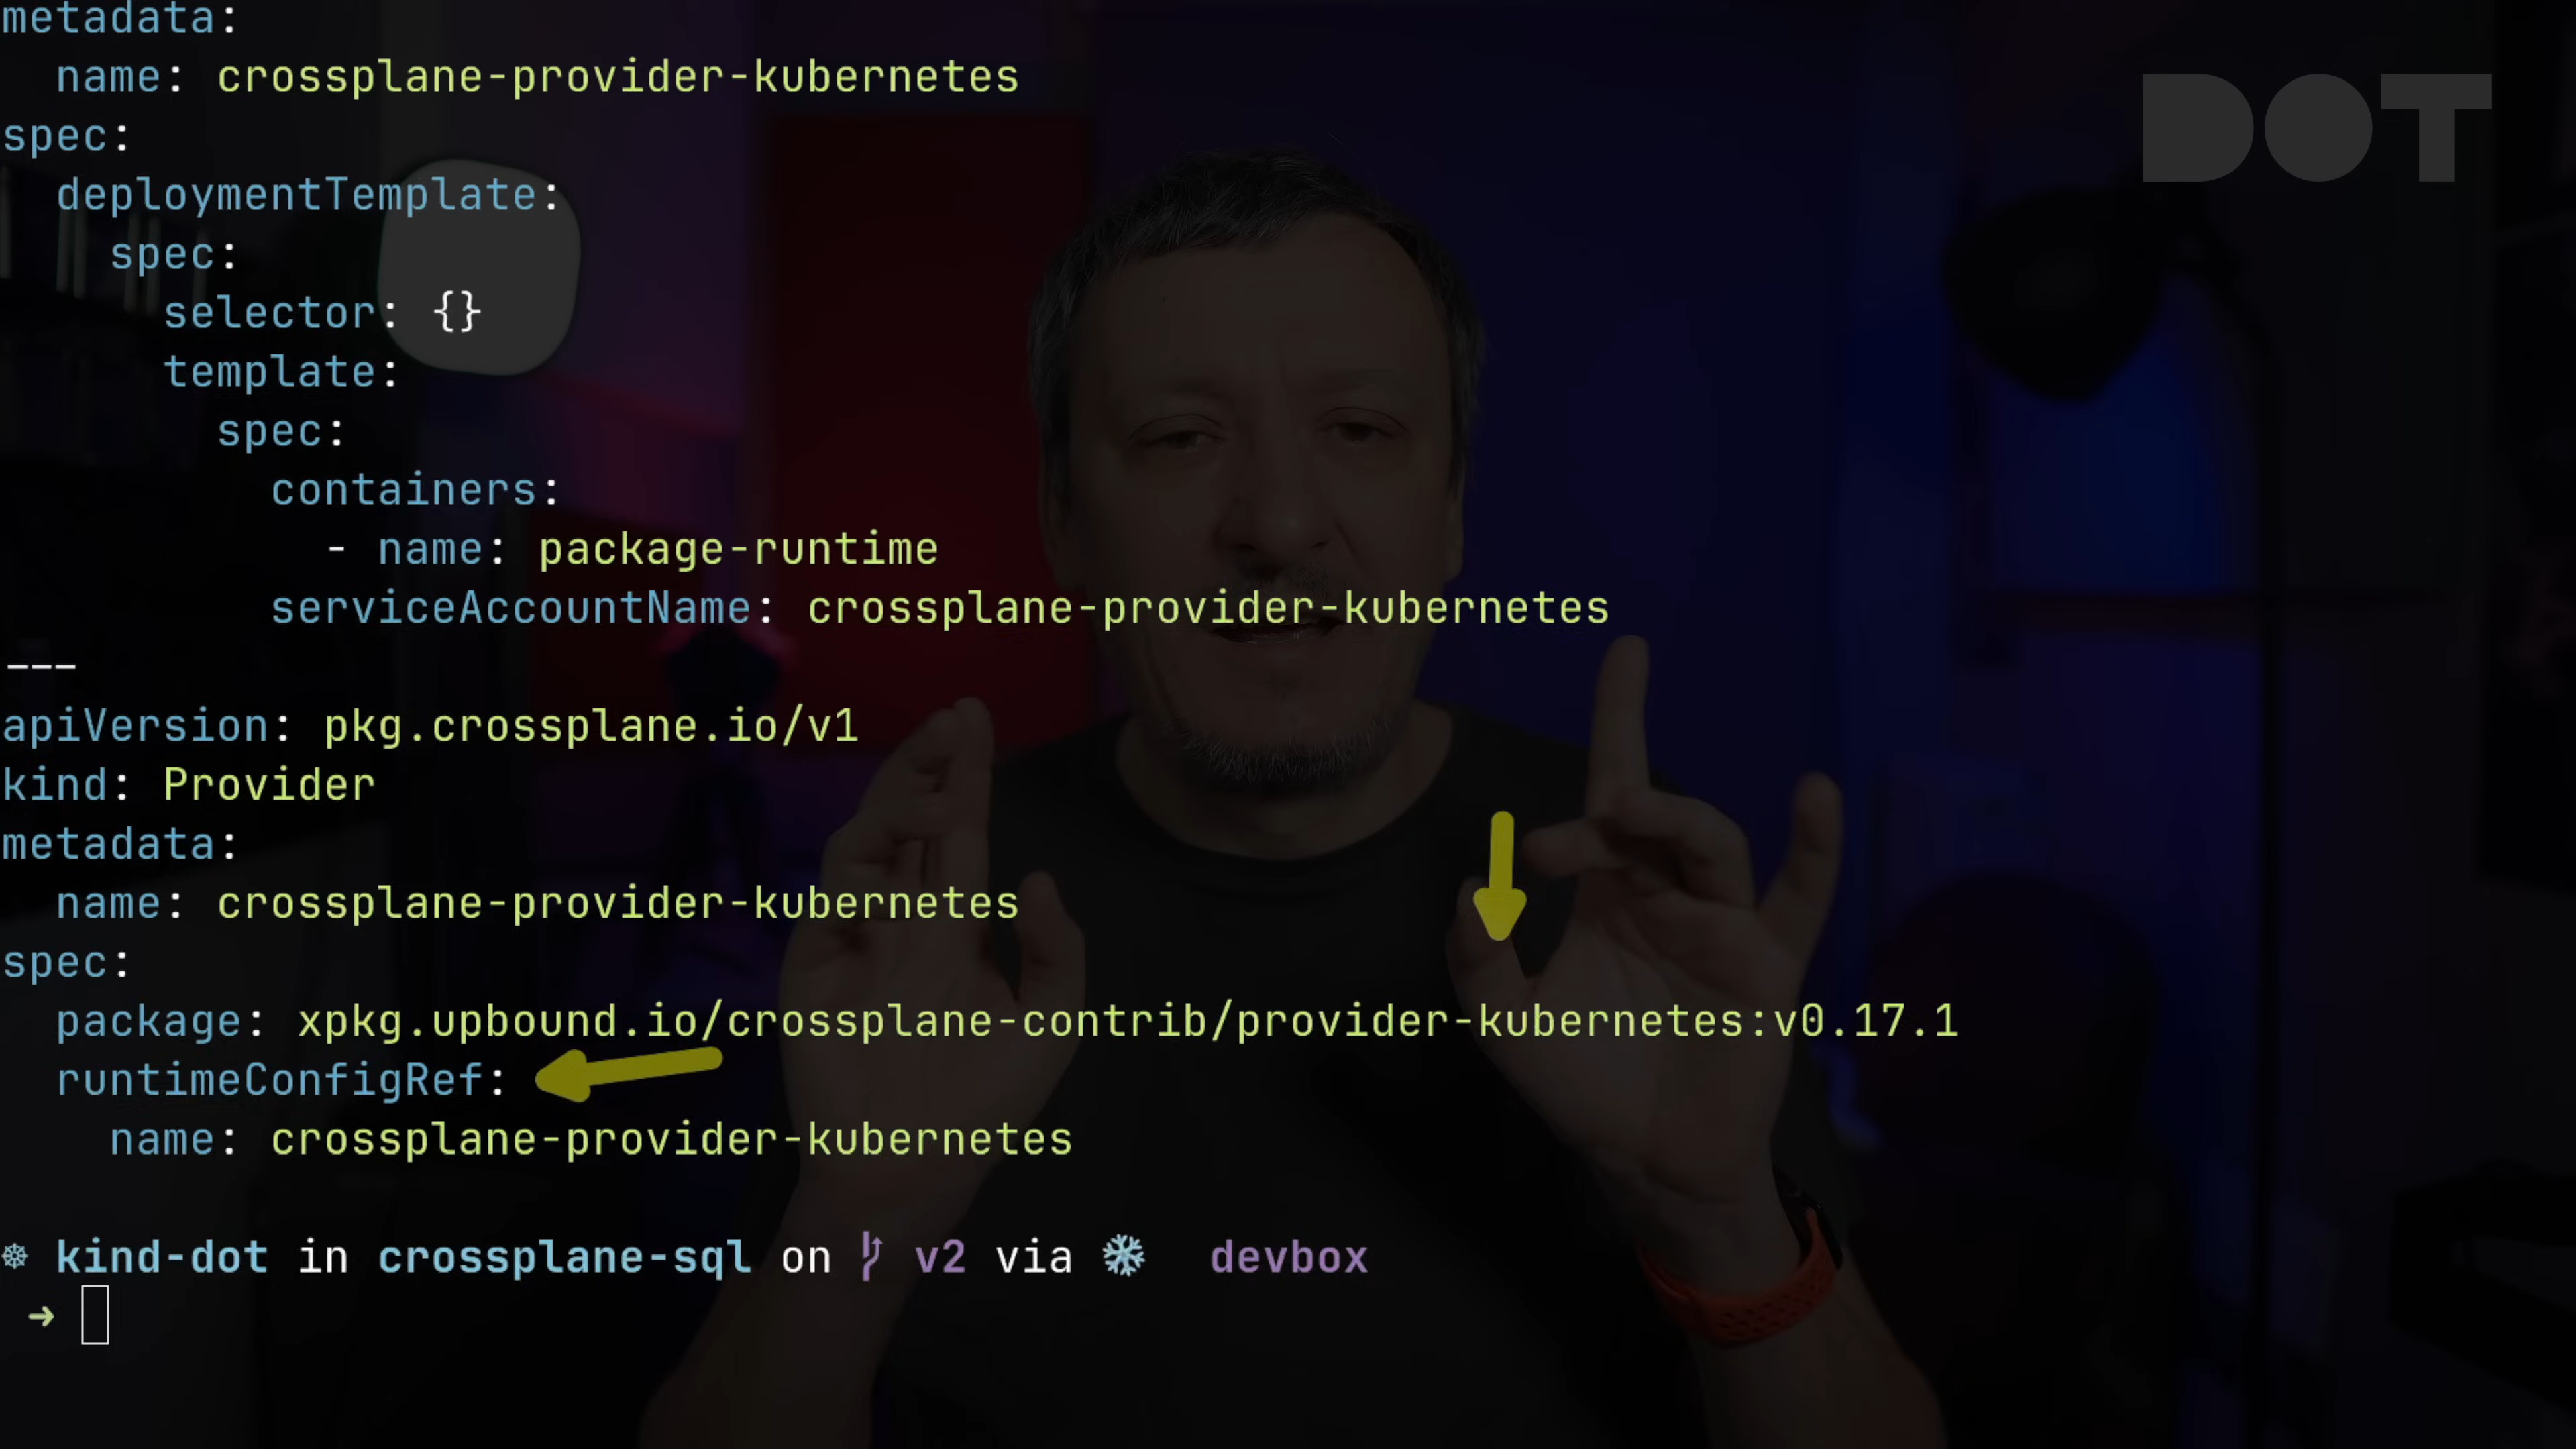 metadata:
  name: crossplane-provider-kubernetes
spec:
  deploymentTemplate:
    spec:
      selector: {}
      template:
        spec:
          containers:
            - name: package-runtime
          serviceAccountName: crossplane-provider-kubernetes
---
apiVersion: pkg.crossplane.io/v1
kind: Provider
metadata:
  name: crossplane-provider-kubernetes
spec:
  package: xpkg.upbound.io/crossplane-contrib/provider-kubernetes:v0.17.1
  runtimeConfigRef:
    name: crossplane-provider-kubernetes
kind-dot in crossplane-sql on v2 via devbox
➜
DOT